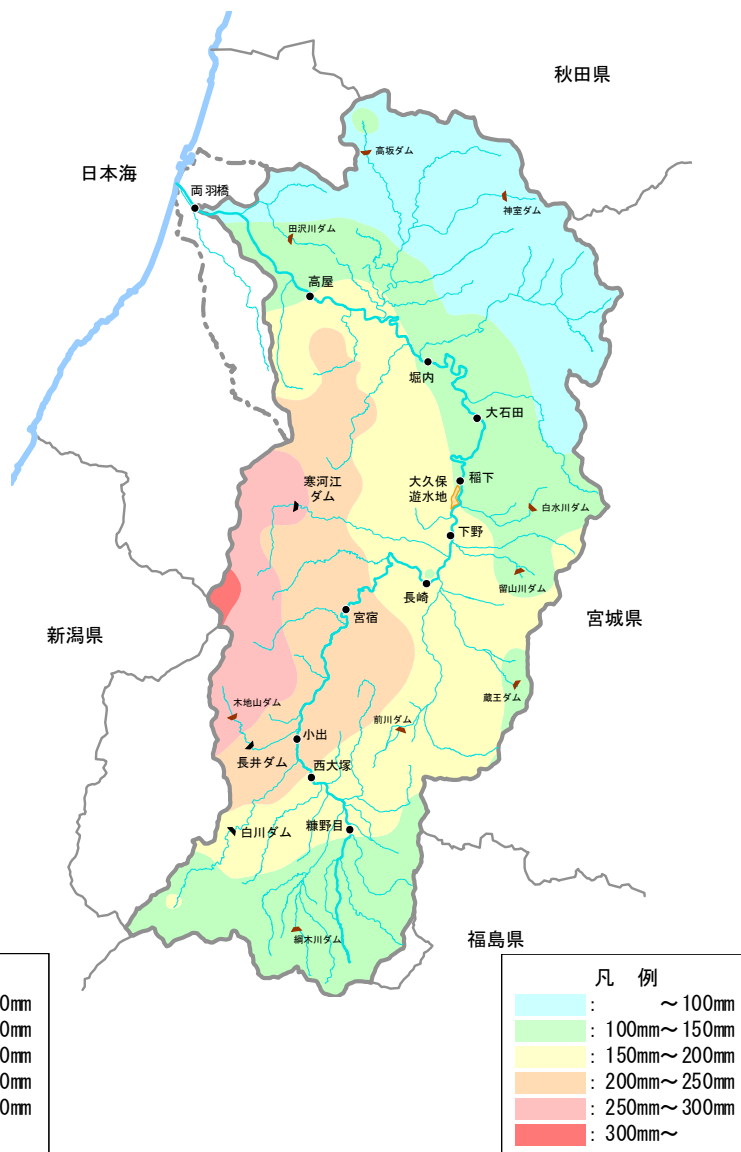 秋田県
日本海
高坂ダム
両羽橋
神室ダム
田沢川ダム
高屋
堀内
大石田
稲下
大久保
遊水地
寒河江
ダム
白水川ダム
下野
留山川ダム
長崎
宮宿
宮城県
新潟県
蔵王ダム
木地山ダム
前川ダム
小出
長井ダム
西大塚
白川ダム
糠野目
綱木川ダム
福島県
0mm
0mm
0mm
0mm
0mm
凡 例
: ～100mm
: 100mm～150mm
: 150mm～200mm
: 200mm～250mm
: 250mm～300mm
: 300mm～